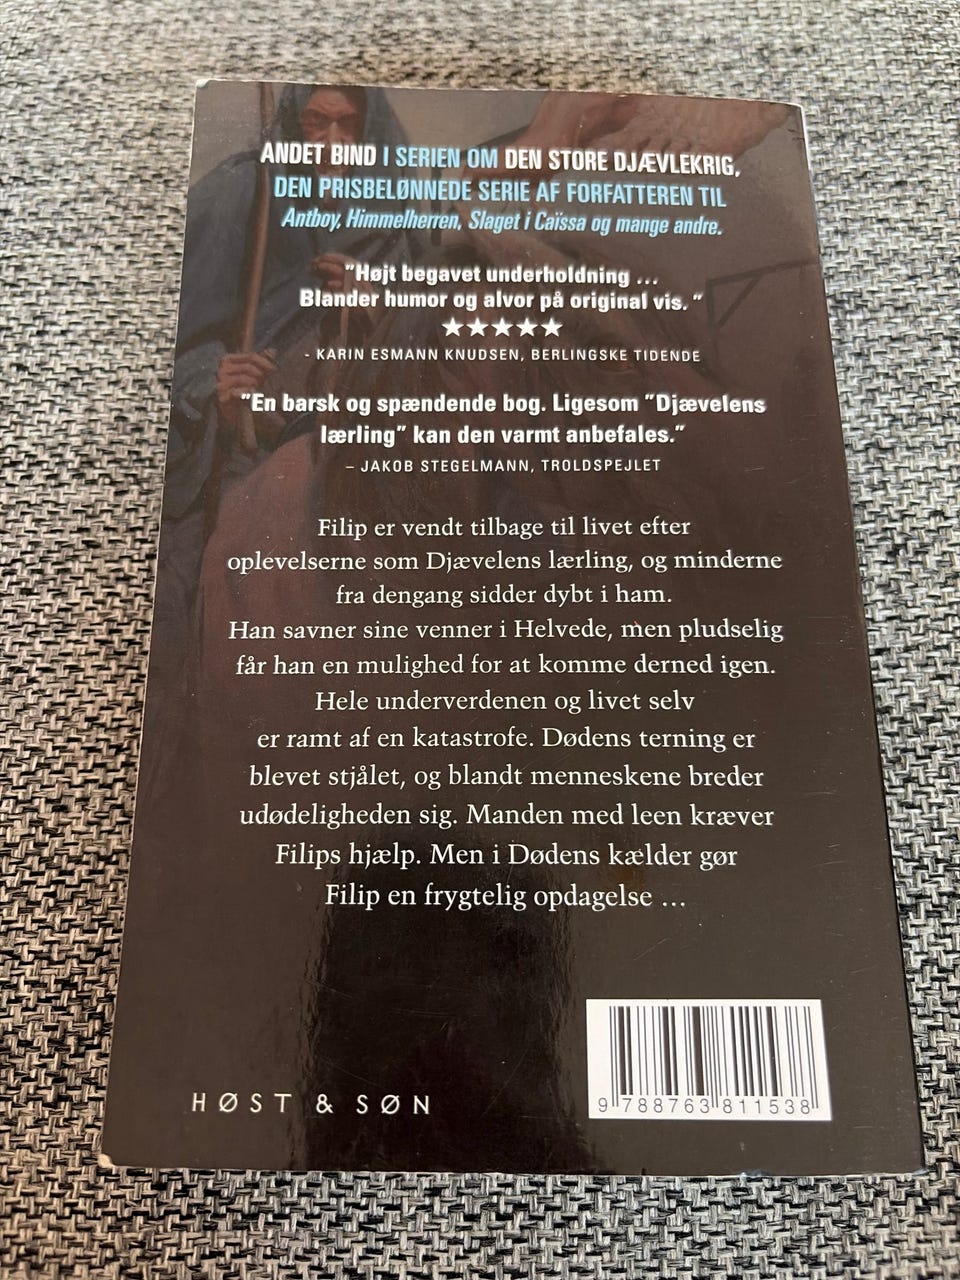 ANDET BIND I SERIEN OM DEN STORE DJÆVLEKRIG,
DEN PRISBELØNNEDE SERIE AF FORFATTEREN TIL
Antboy, Himmelherren, Slaget i Caïssa og mange andre.
"Højt begavet underholdning ...
Blander humor og alvor på original vis."
★★★★★
- KARIN ESMANN KNUDSEN, BERLINGSKE TIDENDE
"En barsk og spændende bog. Ligesom "Djævelens
lærling" kan den varmt anbefales."
– JAKOB STEGELMANN, TROLDSPEJLET
Filip er vendt tilbage til livet efter
oplevelserne som Djævelens lærling, og minderne
fra dengang sidder dybt i ham.
Han savner sine venner i Helvede, men pludselig
får han en mulighed for at komme derned igen.
Hele underverdenen og livet selv
er ramt af en katastrofe. Dødens terning er
blevet stjålet, og blandt menneskene breder
udødeligheden sig. Manden med leen kræver
Filips hjælp. Men i Dødens kælder gør
Filip en frygtelig opdagelse ...
HØST & SØN
9 788763 811538